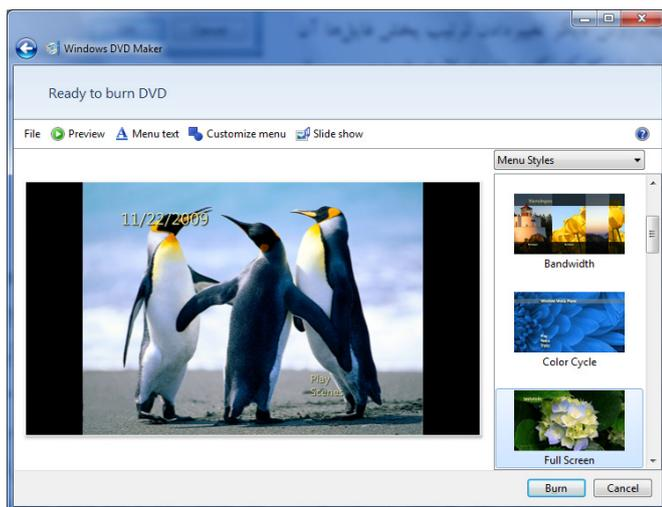 Windows DVD Maker
Ready to burn DVD
File Preview Menu text Customize menu Slide show
Menu Styles
11/22/2009
Play
Scenes
Bandwidth
Color Cycle
Full Screen
Burn Cancel